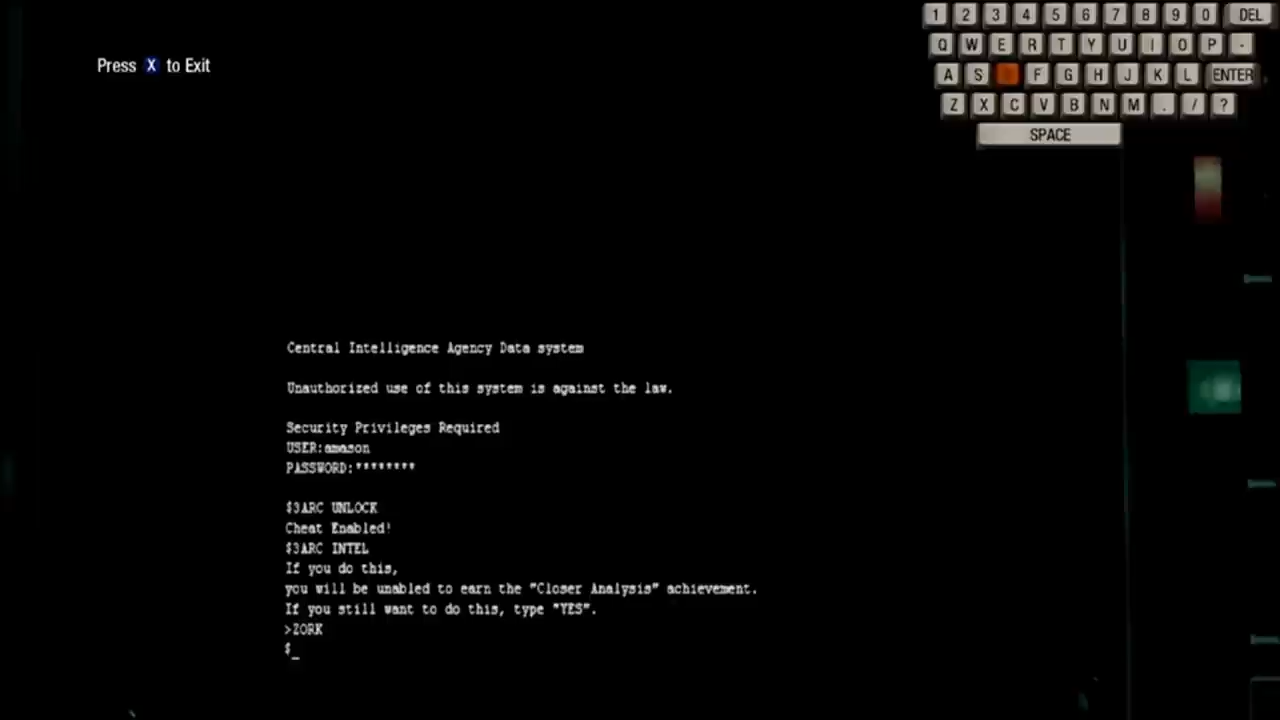 1 2 3 4 5 6 7 8 9 0 DEL
Q W E R T Y U I O P -
Press X to Exit
A S F G H J K L ENTER
Z X C V B N M . / ?
SPACE
Central Intelligence Agency Data system
Unauthorized use of this system is against the law.
Security Privileges Required
USER:amason
PASSWORD:********
$3ARC UNLOCK
Cheat Enabled!
$3ARC INTEL
If you do this,
you will be unabled to earn the "Closer Analysis" achievement.
If you still want to do this, type "YES".
>ZORK
$_